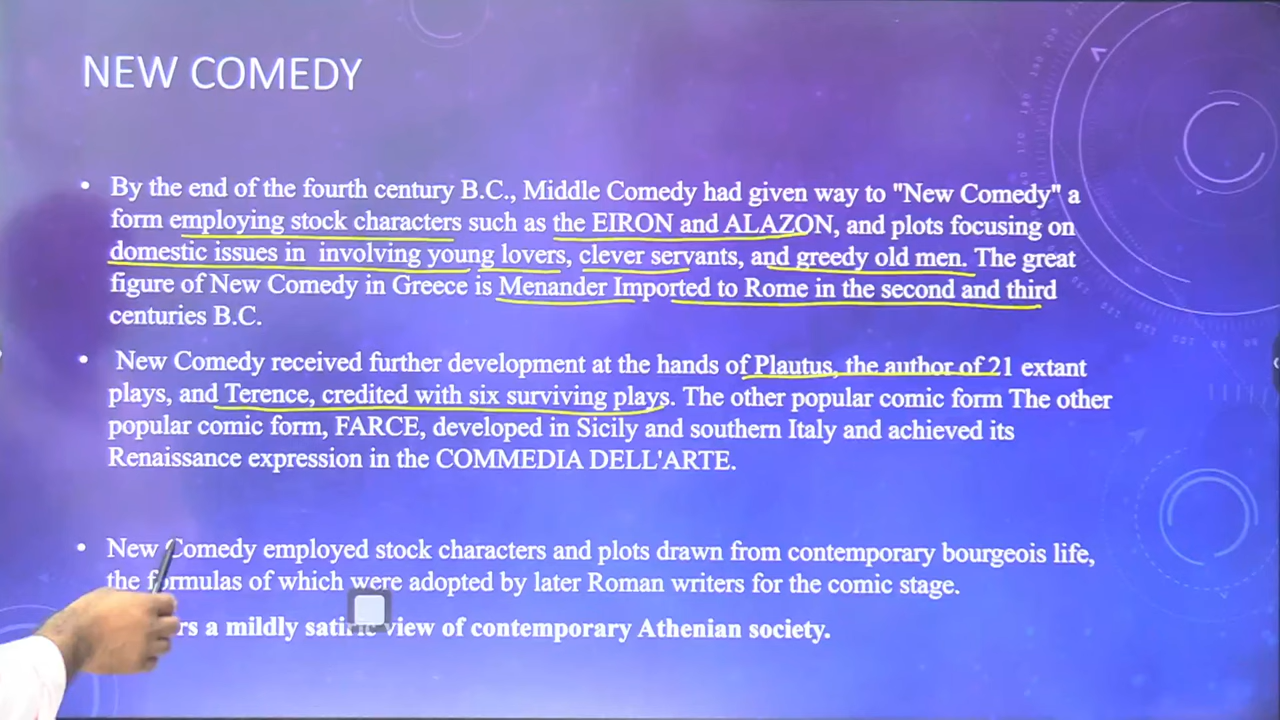 NEW COMEDY
• By the end of the fourth century B.C., Middle Comedy had given way to "New Comedy" a
form employing stock characters such as the EIRON and ALAZON, and plots focusing on
domestic issues in involving young lovers, clever servants, and greedy old men. The great
figure of New Comedy in Greece is Menander Imported to Rome in the second and third
centuries B.C.
• New Comedy received further development at the hands of Plautus, the author of 21 extant
plays, and Terence, credited with six surviving plays. The other popular comic form The other
popular comic form, FARCE, developed in Sicily and southern Italy and achieved its
Renaissance expression in the COMMEDIA DELL'ARTE.
• New Comedy employed stock characters and plots drawn from contemporary bourgeois life,
the formulas of which were adopted by later Roman writers for the comic stage.
a mildly satiric view of contemporary Athenian society.